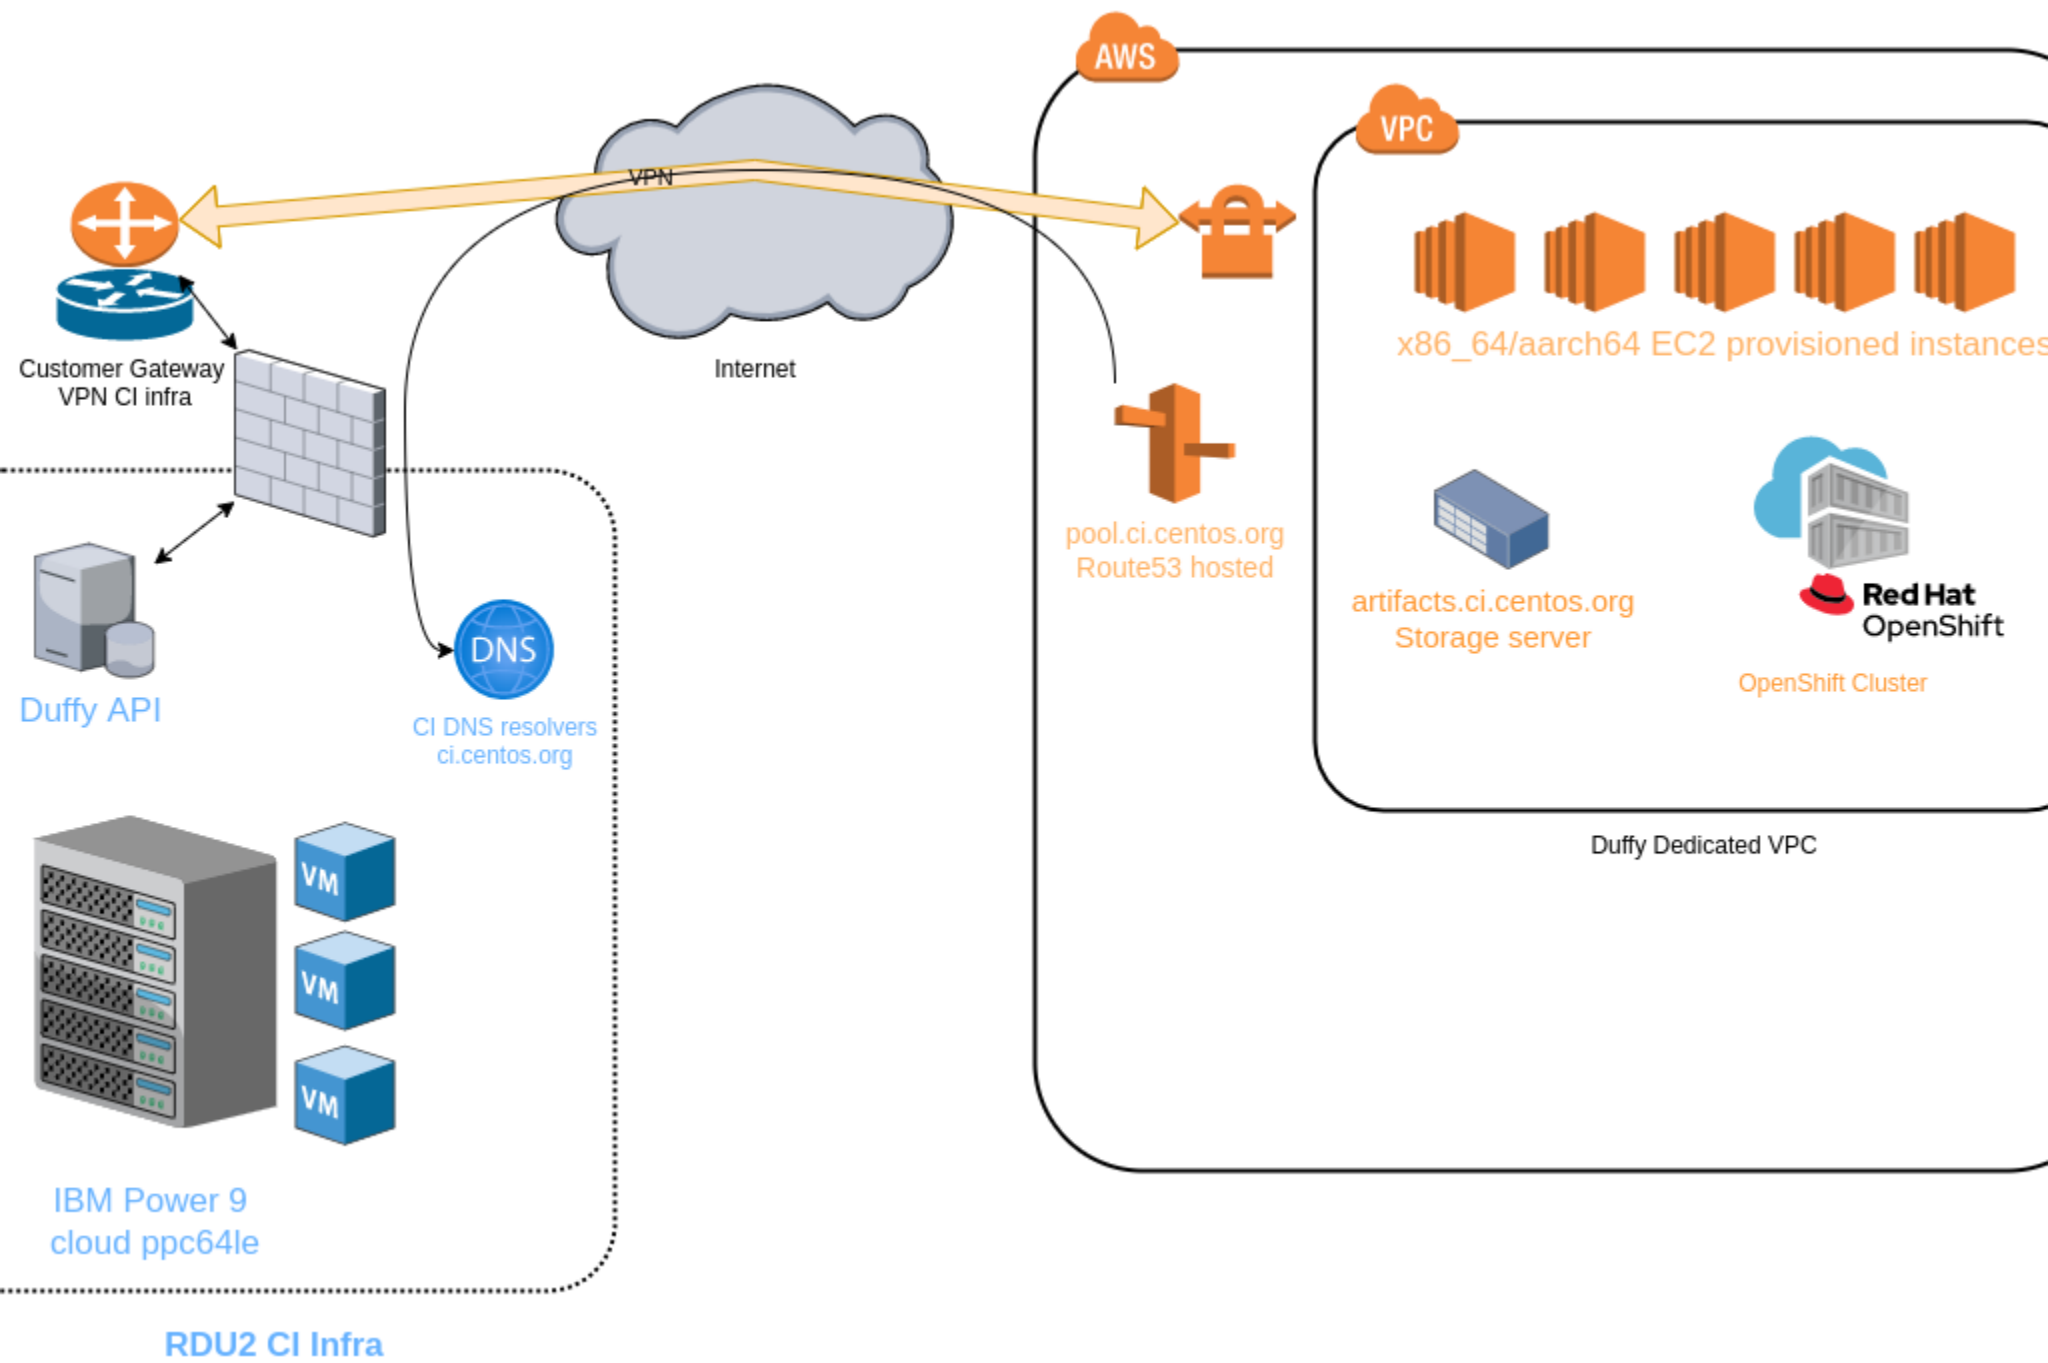 AWS
VPC
VPN
x86_64/aarch64 EC2 provisioned instances
Customer Gateway
VPN CI infra
Internet
pool.ci.centos.org
Route53 hosted
artifacts.ci.centos.org
Storage server
Red Hat
OpenShift
OpenShift Cluster
DNS
Duffy API
CI DNS resolvers
ci.centos.org
Duffy Dedicated VPC
VM
VM
VM
IBM Power 9
cloud ppc64le
RDU2 CI Infra